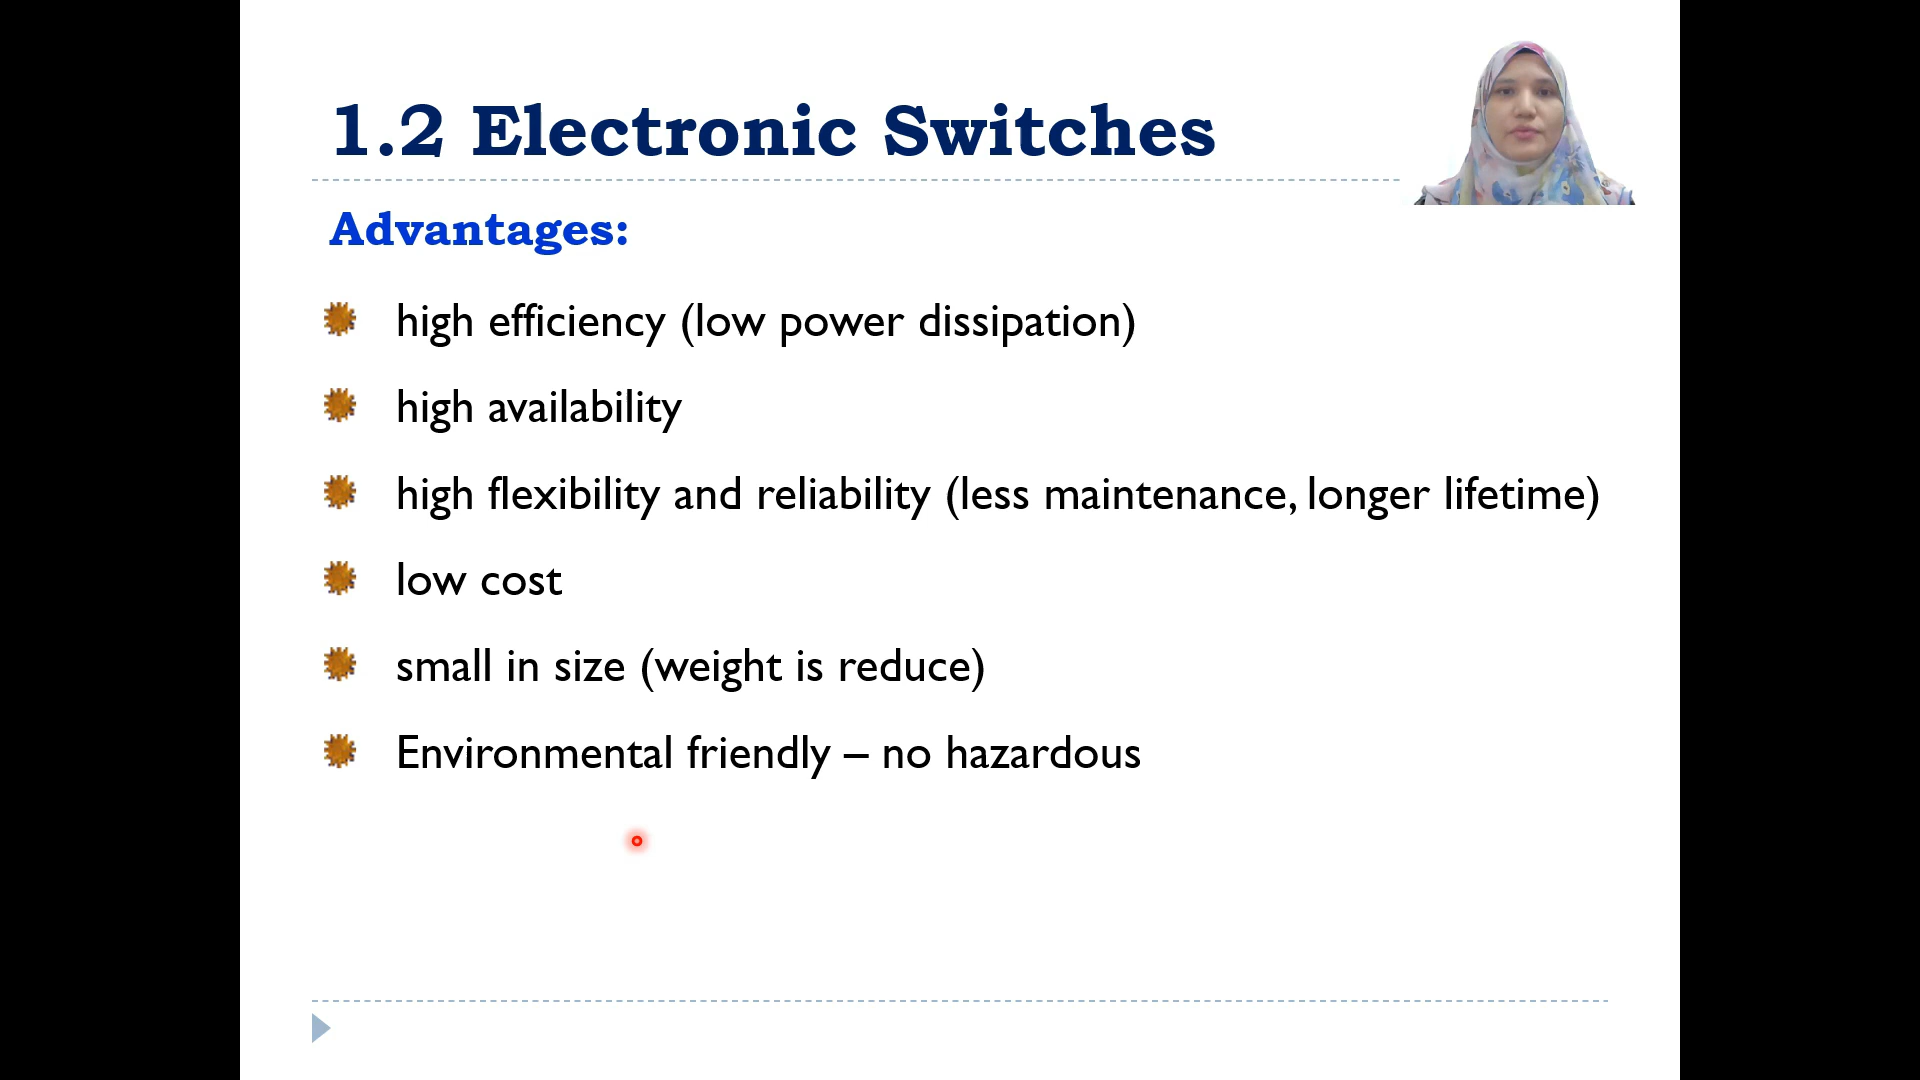 1.2 Electronic Switches
Advantages:
high efficiency (low power dissipation)
high availability
high flexibility and reliability (less maintenance, longer lifetime)
low cost
small in size (weight is reduce)
Environmental friendly – no hazardous